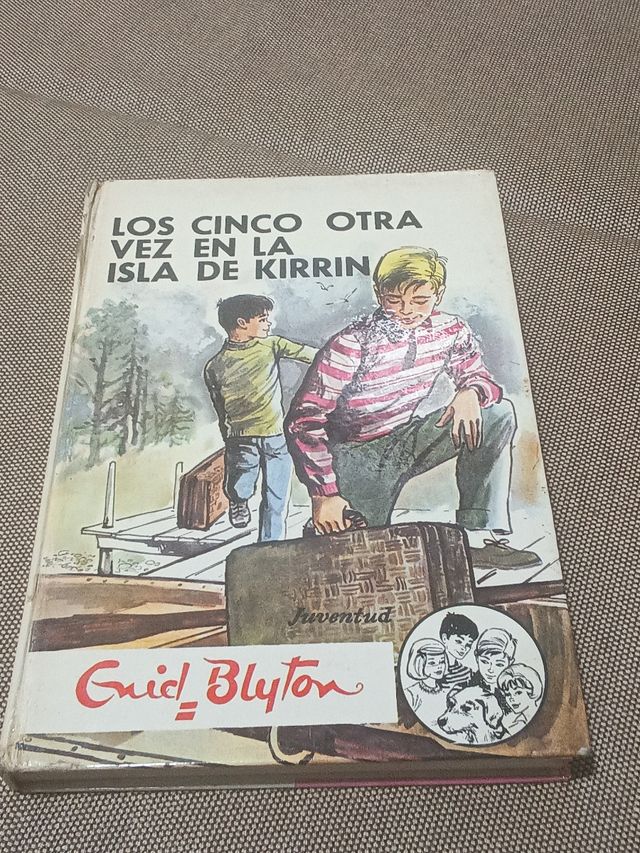 LOS CINCO OTRA
VEZ EN LA
ISLA DE KIRRIN
Juventud
Enid Blyton